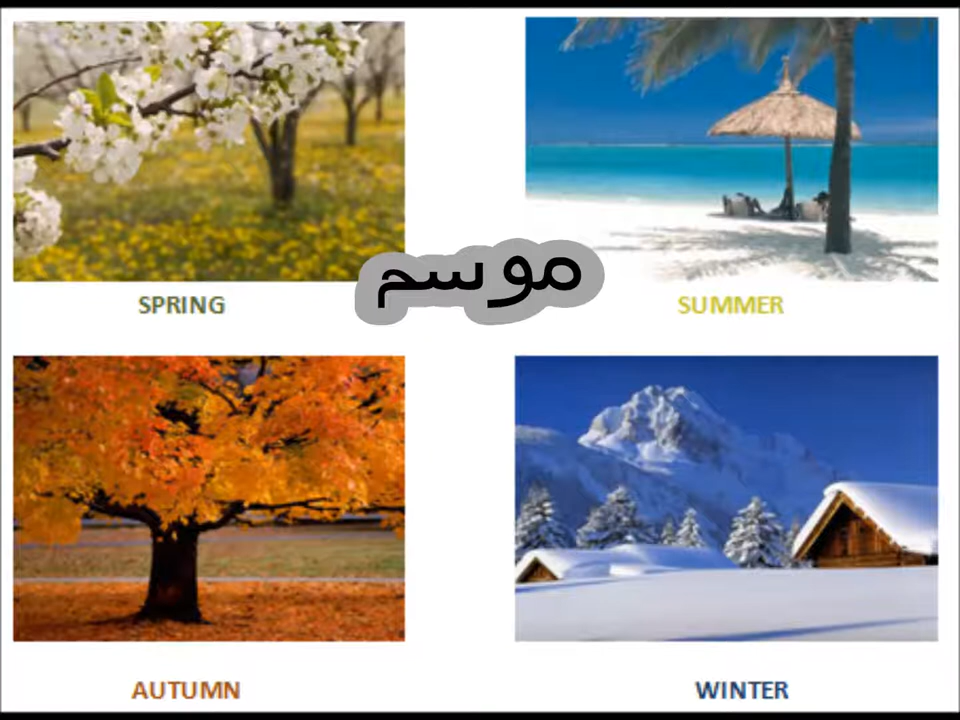 موسم
SPRING
SUMMER
AUTUMN
WINTER